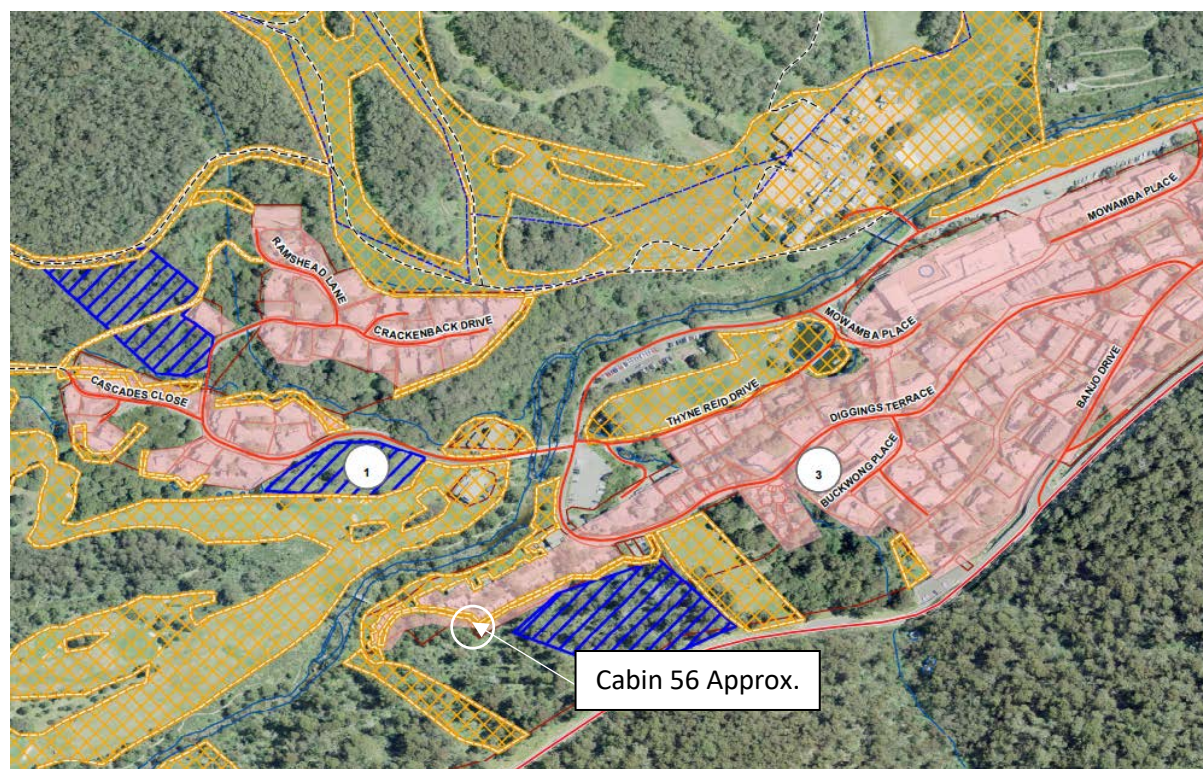 MOWAMBA PLACE
RAMSHEAD LANE
CRACKENBACK DRIVE
MOWAMBA PLACE
CASCADES CLOSE
THYNE REID DRIVE
DIGGINGS TERRACE
BANJO DRIVE
1
3
BUCKWONG PLACE
Cabin 56 Approx.